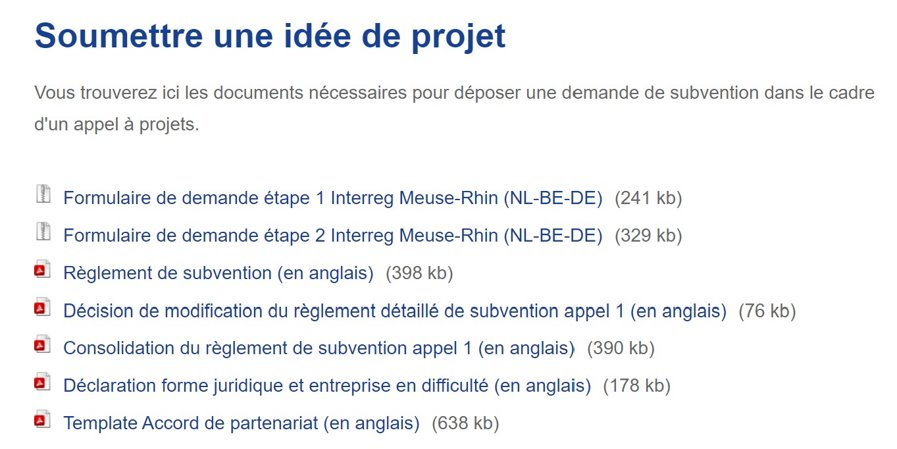 Soumettre une idée de projet
Vous trouverez ici les documents nécessaires pour déposer une demande de subvention dans le cadre
d'un appel à projets.
Formulaire de demande étape 1 Interreg Meuse-Rhin (NL-BE-DE) (241 kb)
Formulaire de demande étape 2 Interreg Meuse-Rhin (NL-BE-DE) (329 kb)
Règlement de subvention (en anglais) (398 kb)
Décision de modification du règlement détaillé de subvention appel 1 (en anglais) (76 kb)
Consolidation du règlement de subvention appel 1 (en anglais) (390 kb)
Déclaration forme juridique et entreprise en difficulté (en anglais) (178 kb)
Template Accord de partenariat (en anglais) (638 kb)